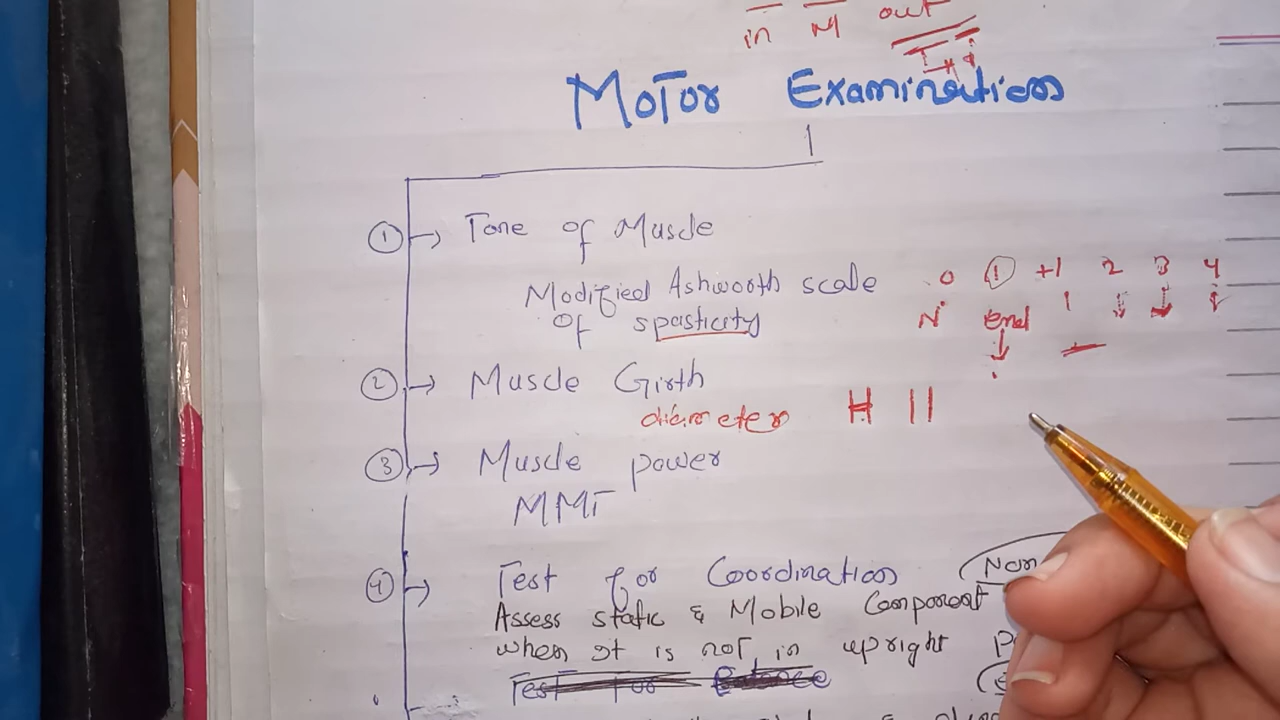 in M out
Motor Examination
① → Tone of Muscle
Modified Ashworth scale
of spasticity
0 ① +1 2 3 4
N end
② → Muscle Girth
diameter
③ → Muscle power
MMT
④ → Test for Coordination
Assess static & Mobile Component
when it is not in upright
Test for